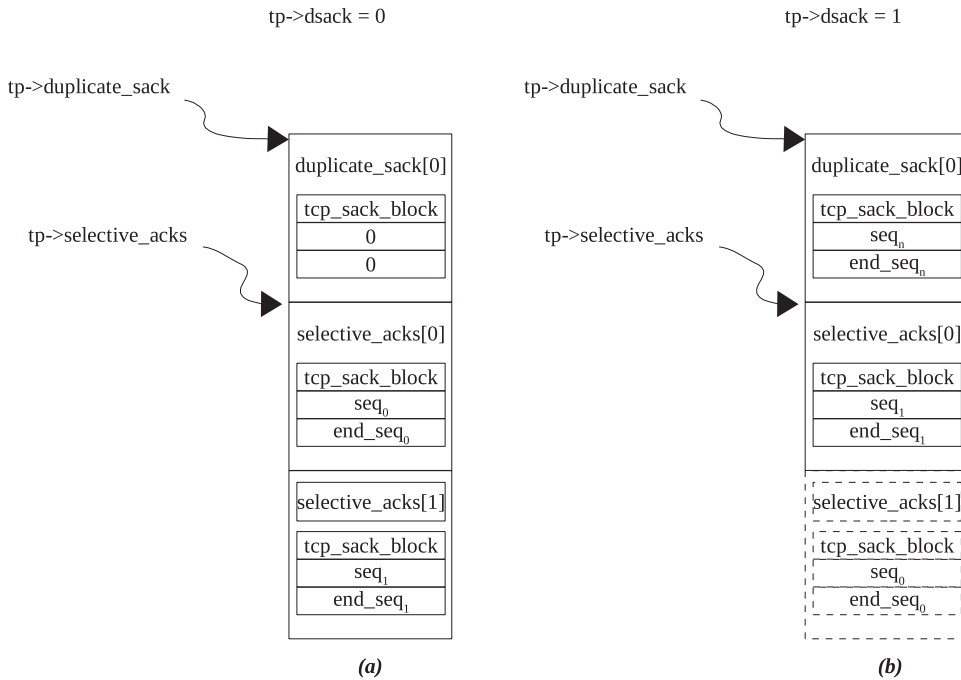 tp->dsack = 0
tp->duplicate_sack
duplicate_sack[0]
tcp_sack_block
tp->selective_acks
0
0
selective_acks[0]
tcp_sack_block
seq0
end_seq0
selective_acks[1]
tcp_sack_block
seq1
end_seq1
(a)
tp->dsack = 1
tp->duplicate_sack
duplicate_sack[0]
tcp_sack_block
tp->selective_acks
seqn
end_seqn
selective_acks[0]
tcp_sack_block
seq1
end_seq1
selective_acks[1]
tcp_sack_block
seq0
end_seq0
(b)